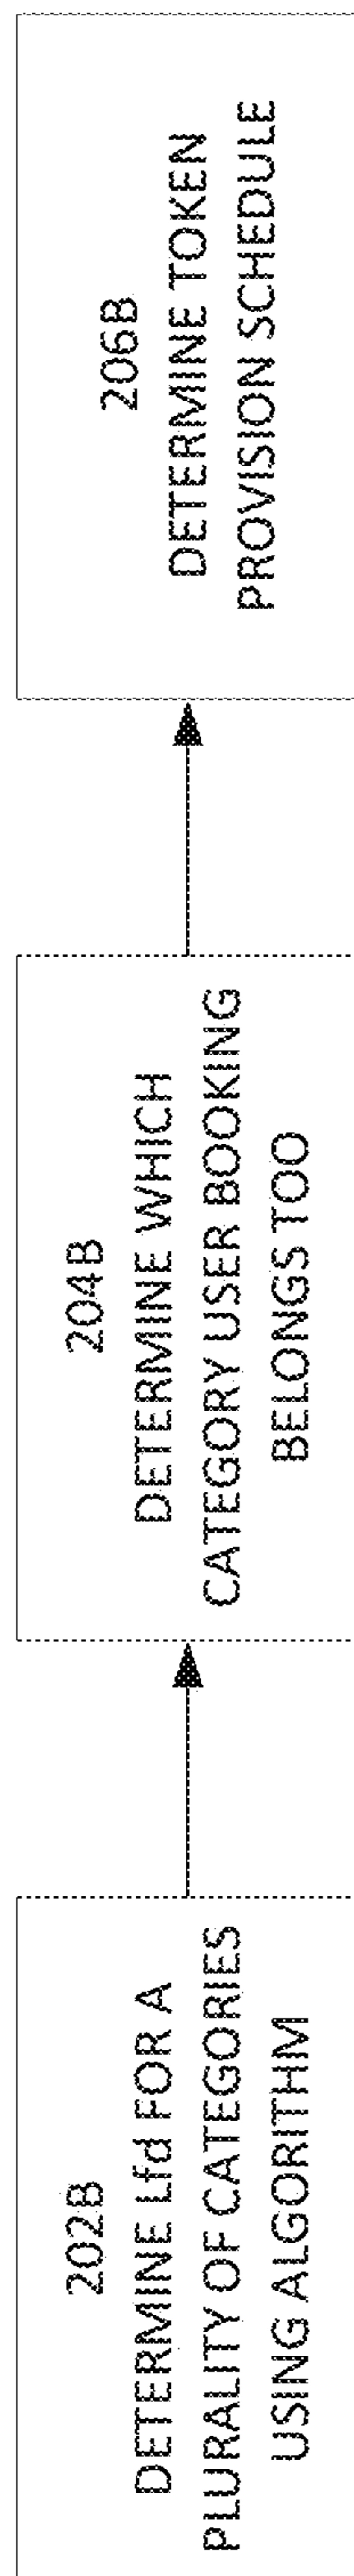 202B
DETERMINE Lfd FOR A
PLURALITY OF CATEGORIES
USING ALGORITHM
204B
DETERMINE WHICH
CATEGORY USER BOOKING
BELONGS TOO
206B
DETERMINE TOKEN
PROVISION SCHEDULE